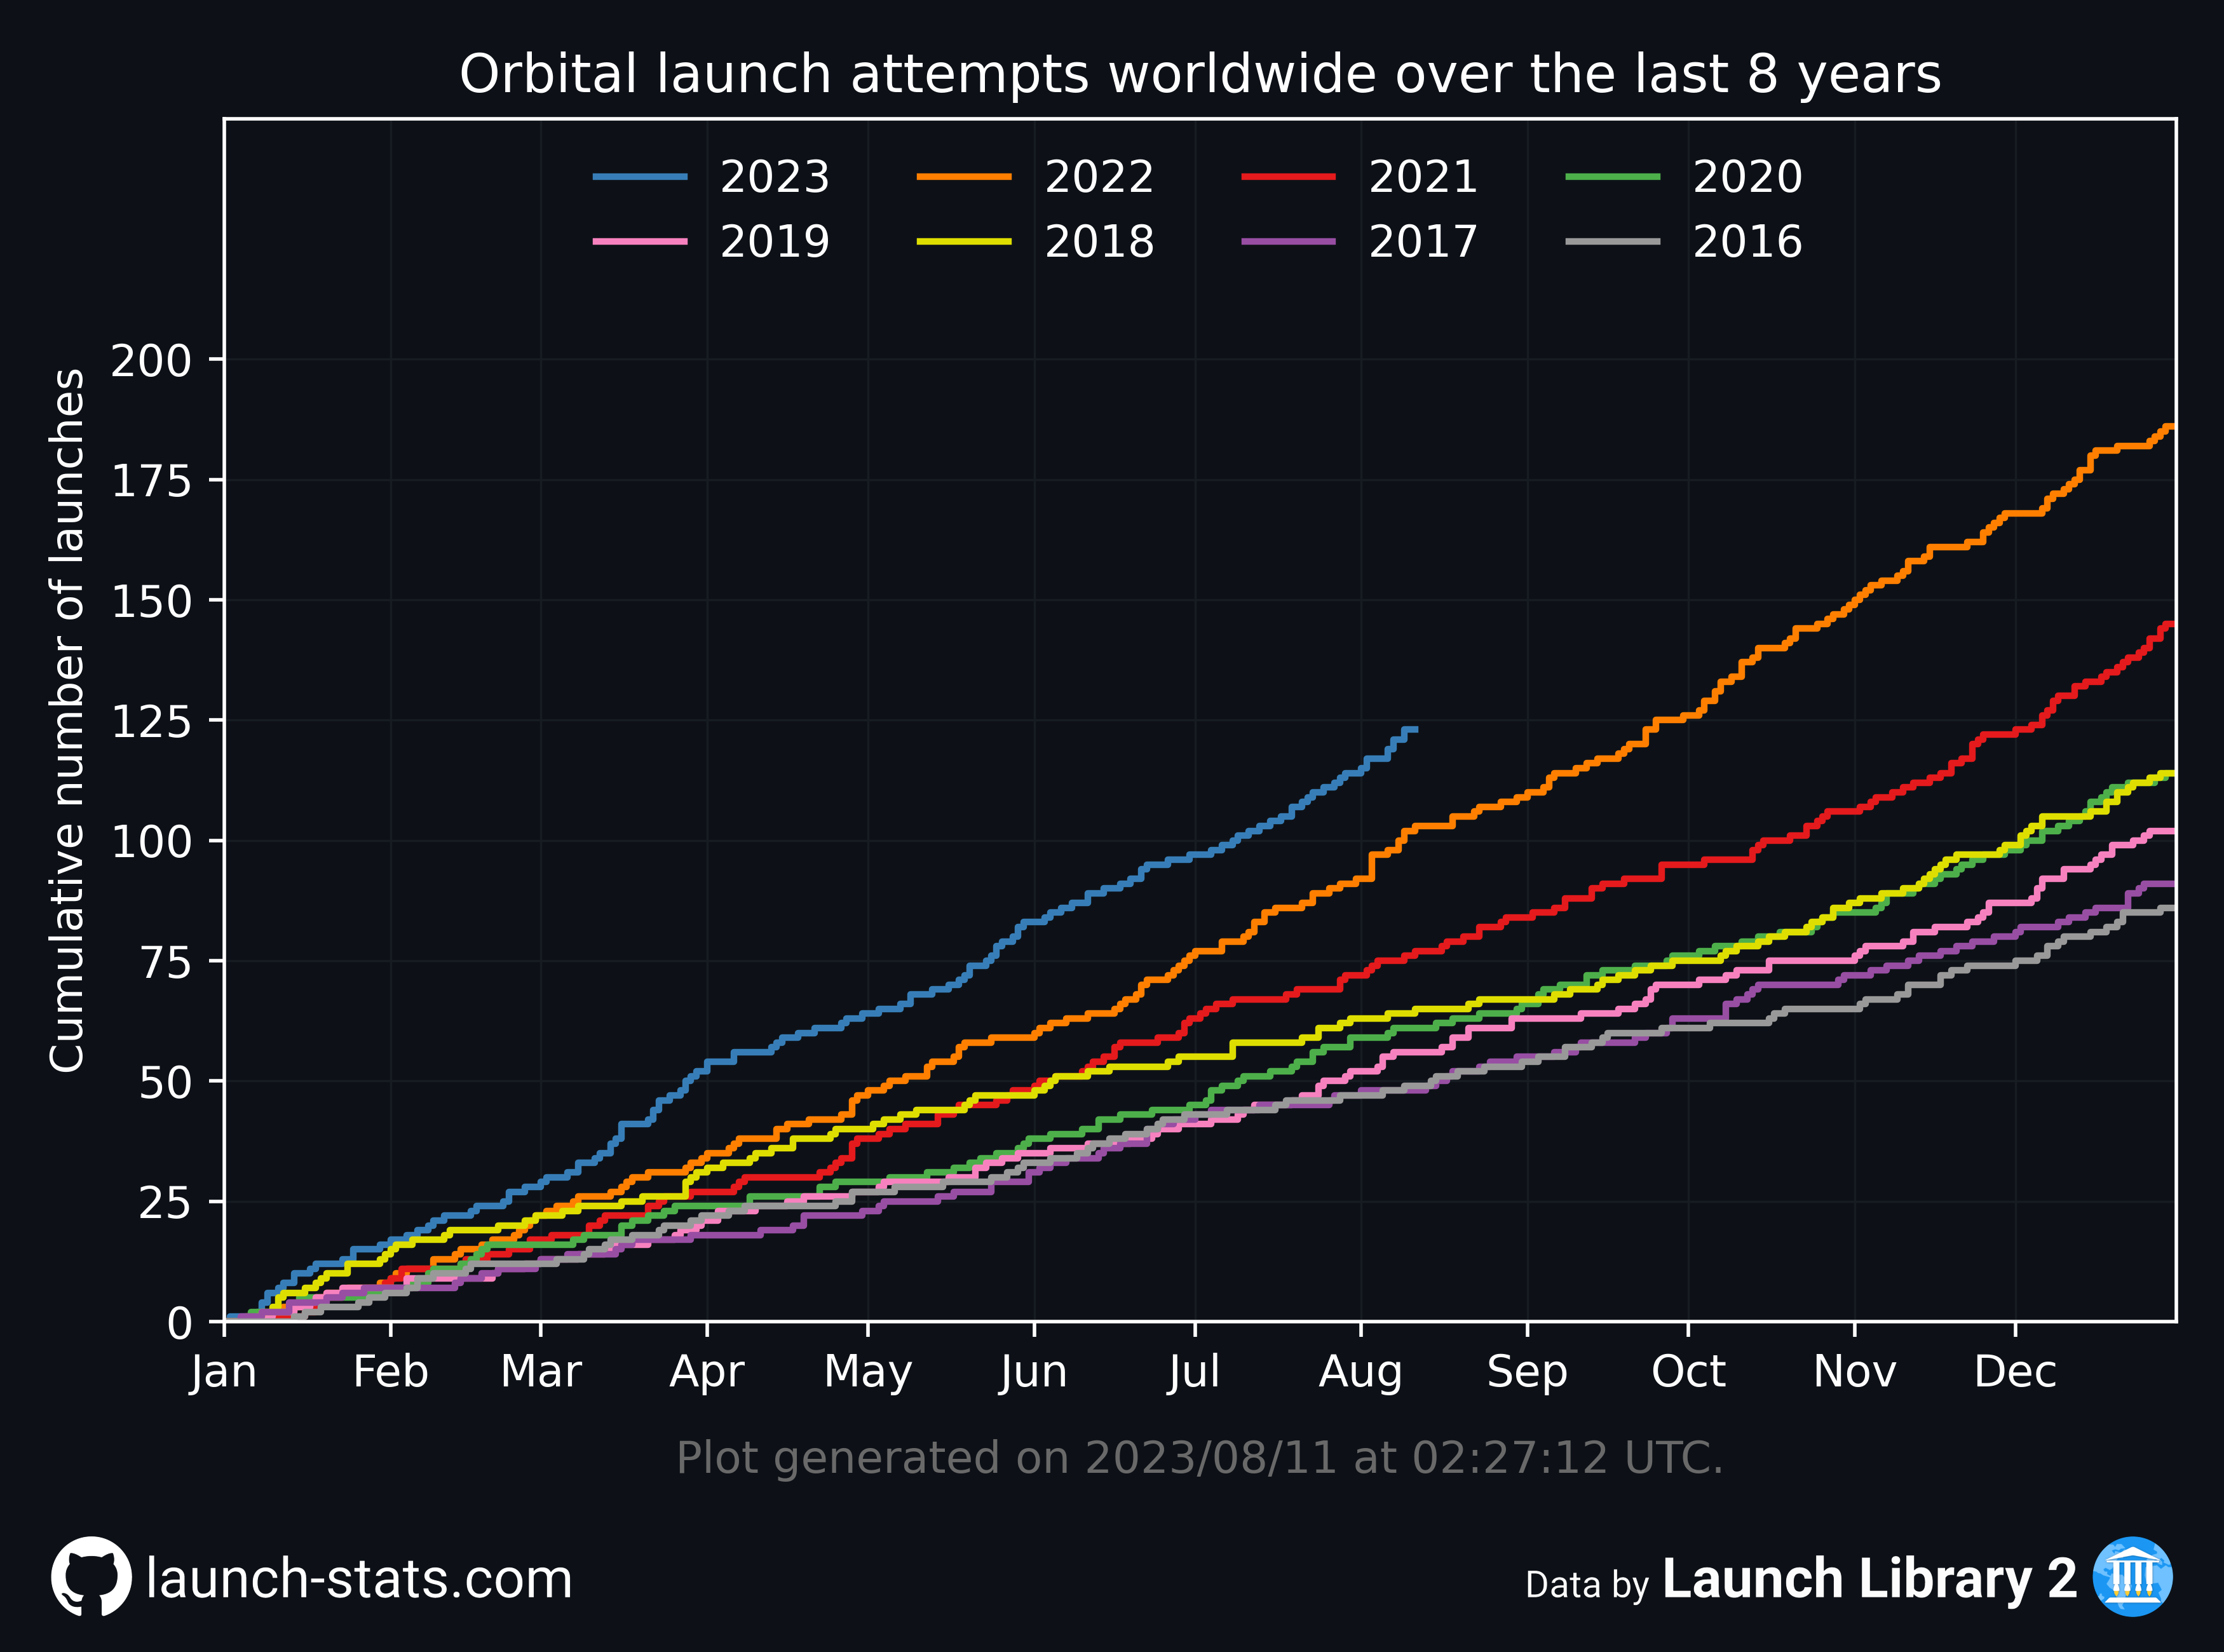 Orbital launch attempts worldwide over the last 8 years
2023 2022 2021 2020
2019 2018 2017 2016
Cumulative number of launches
200
175
150
125
100
75
50
25
0
Jan Feb Mar Apr May Jun Jul Aug Sep Oct Nov Dec
Plot generated on 2023/08/11 at 02:27:12 UTC.
launch-stats.com
Data by Launch Library 2